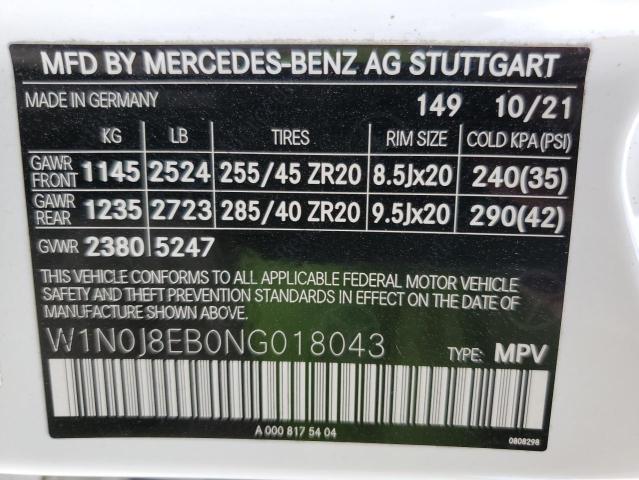 MFD BY MERCEDES-BENZ AG STUTTGART
MADE IN GERMANY 149 10/21
KG LB TIRES RIM SIZE COLD KPA(PSI)
GAWR FRONT 1145 2524 255/45 ZR20 8.5Jx20 240(35)
GAWR REAR 1235 2723 285/40 ZR20 9.5Jx20 290(42)
GVWR 2380 5247
THIS VEHICLE CONFORMS TO ALL APPLICABLE FEDERAL MOTOR VEHICLE
SAFETY AND THEFT PREVENTION STANDARDS IN EFFECT ON THE DATE OF
MANUFACTURE SHOWN ABOVE.
W1N0J8EB0NG018043 TYPE: MPV
A 000 817 54 04
0808298